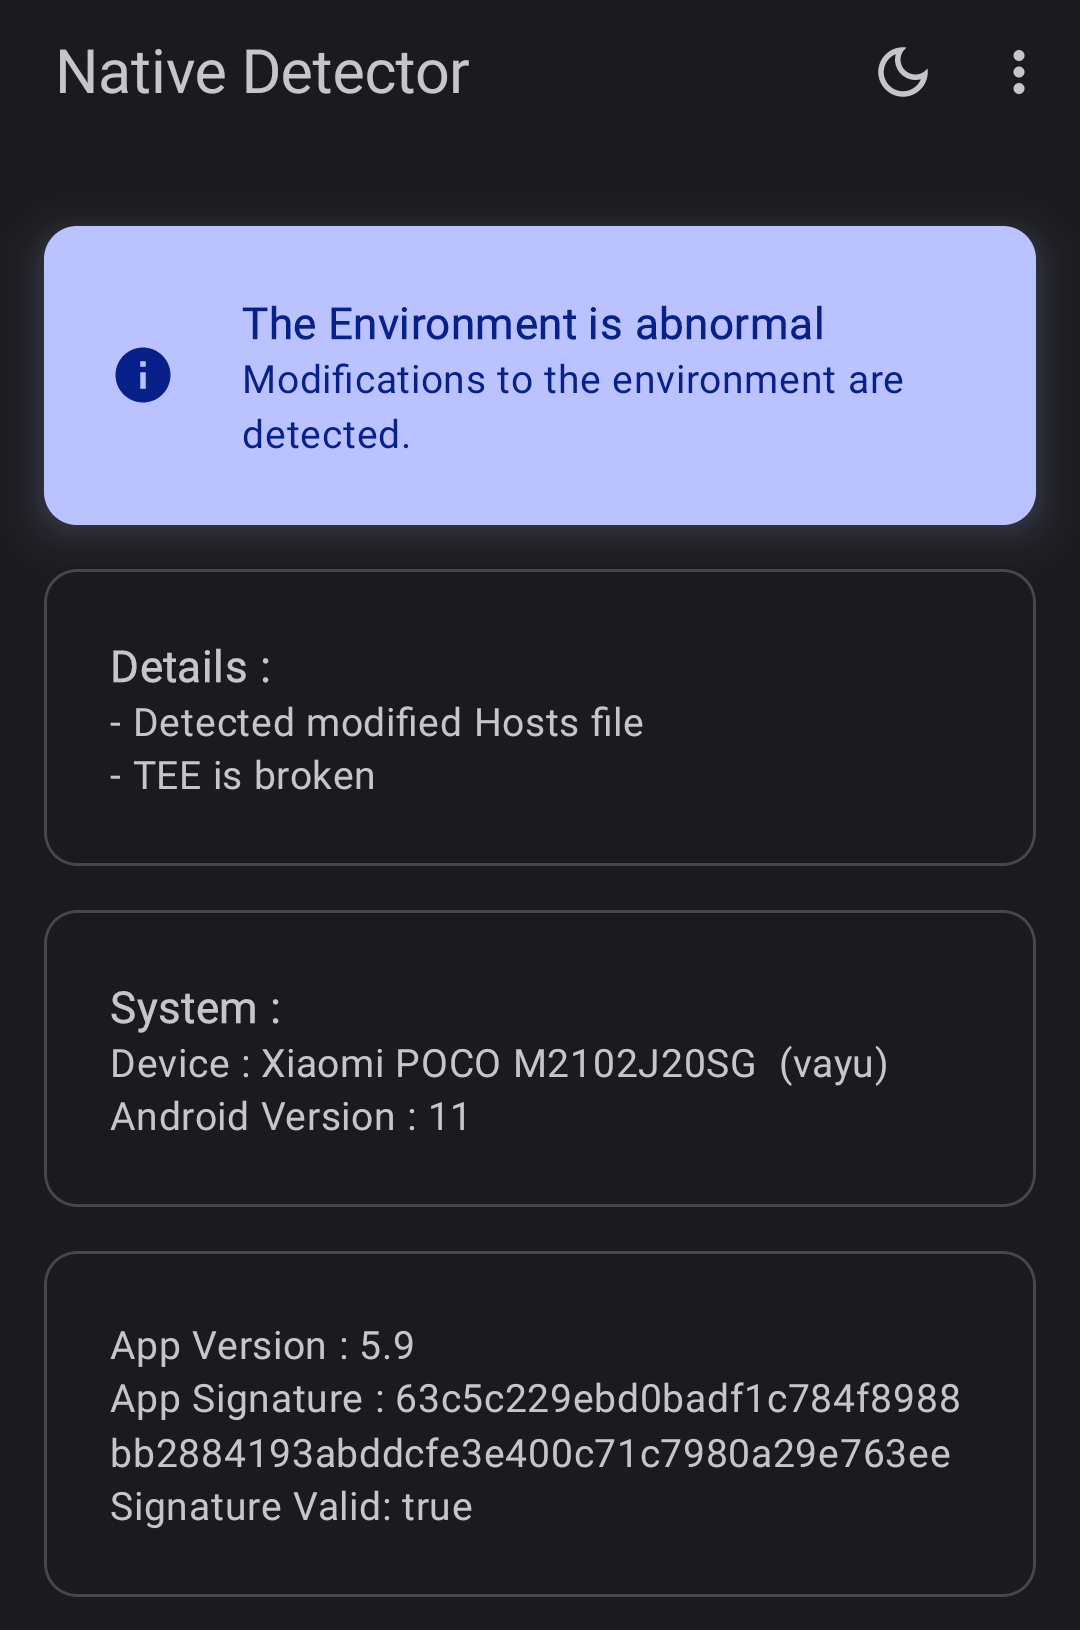 Native Detector
The Environment is abnormal
Modifications to the environment are
detected.
Details :
- Detected modified Hosts file
- TEE is broken
System :
Device : Xiaomi POCO M2102J20SG  (vayu)
Android Version : 11
App Version : 5.9
App Signature : 63c5c229ebd0badf1c784f8988
bb2884193abddcfe3e400c71c7980a29e763ee
Signature Valid: true